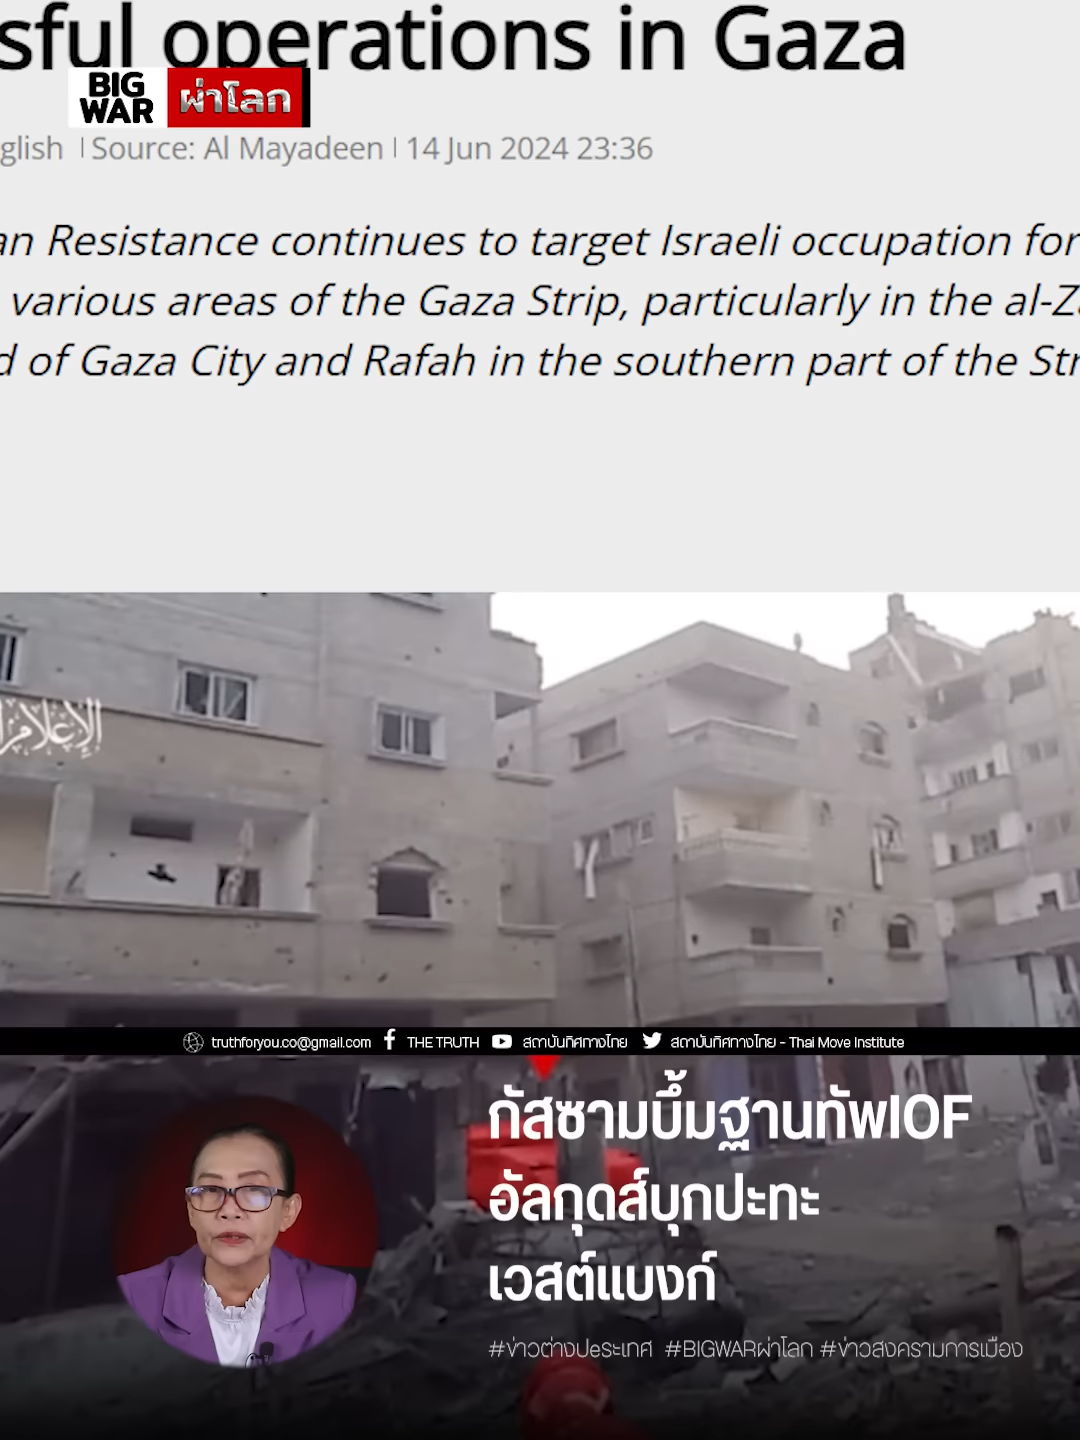 sful operations in Gaza
BIG
WAR ผ่าโลก
glish | Source: Al Mayadeen | 14 Jun 2024 23:36
an Resistance continues to target Israeli occupation for
various areas of the Gaza Strip, particularly in the al-Z
d of Gaza City and Rafah in the southern part of the Str
الإعلام
truthforyou.co@gmail.com THE TRUTH สถาบันทิศทางไทย สถาบันทิศทางไทย - Thai Move Institute
กัสซามบึ้มฐานทัพIOF
อัลกุดส์บุกปะทะ
เวสต์แบงก์
#ข่าวต่างประเทศ #BIGWARผ่าโลก #ข่าวสงครามการเมือง